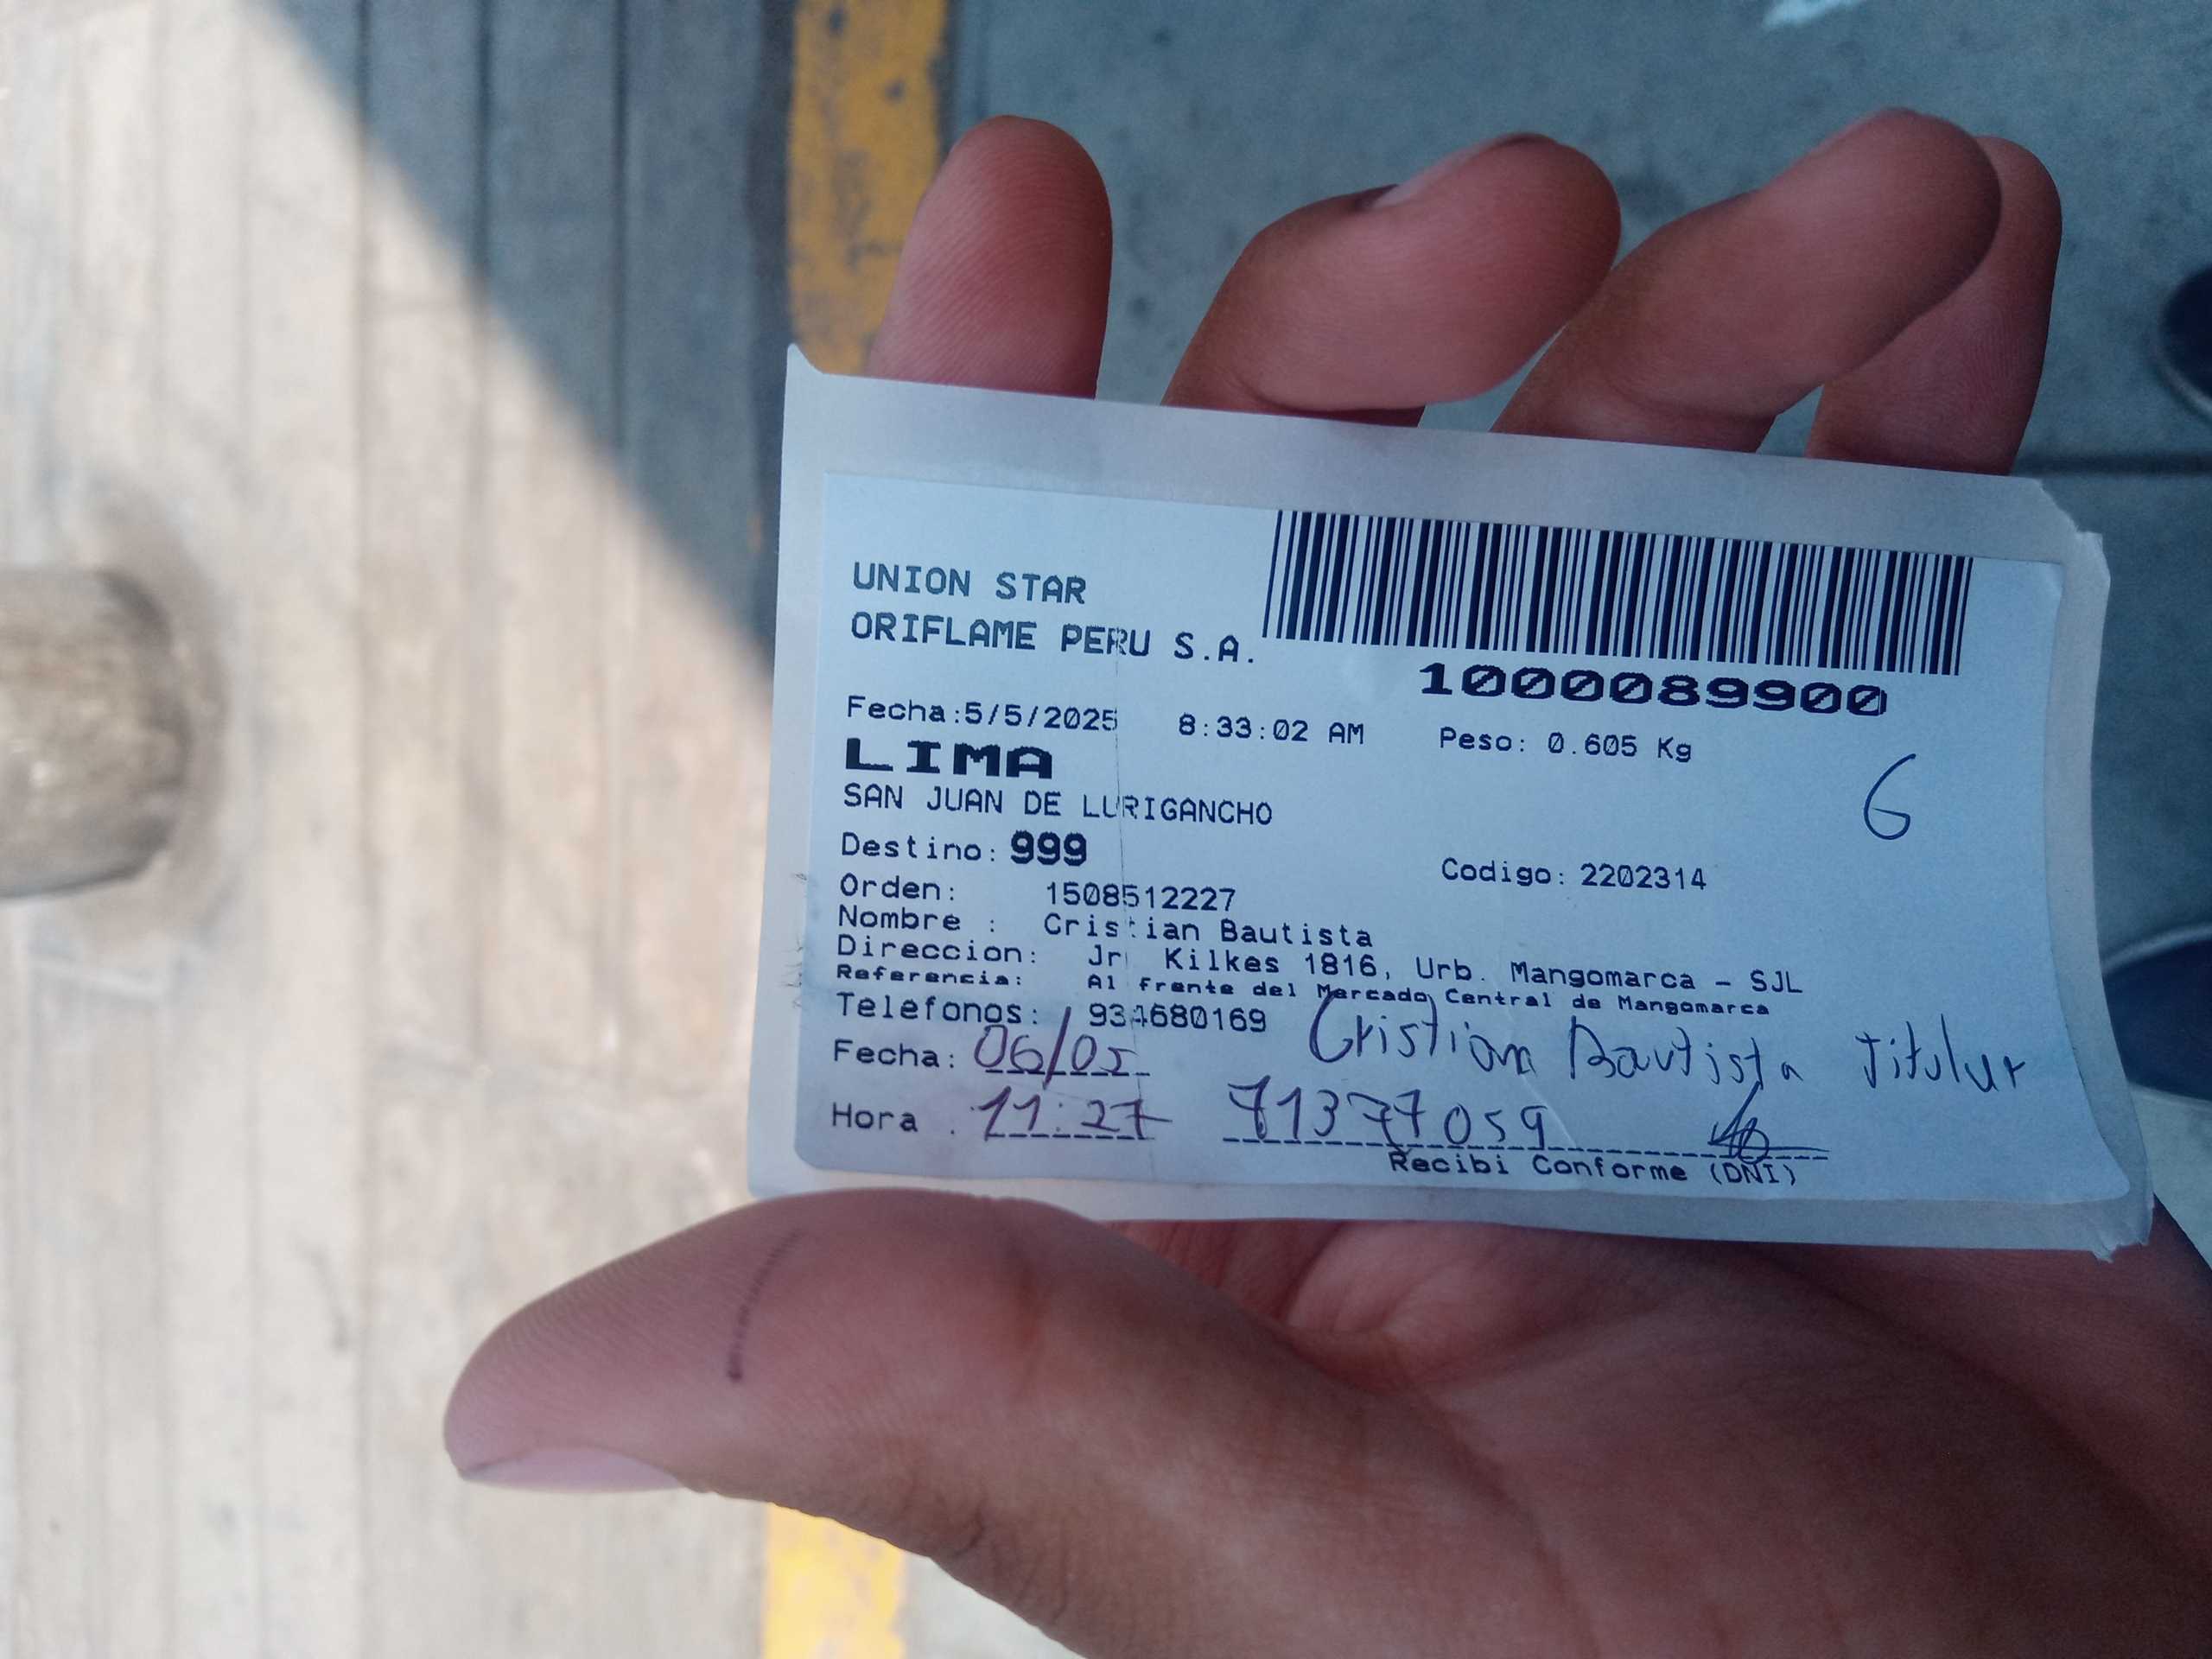 UNION STAR
ORIFLAME PERU S.A.
1000089900
Fecha:5/5/2025 8:33:02 AM Peso: 0.605 Kg
LIMA
6
SAN JUAN DE LURIGANCHO
Destino: 999 Codigo: 2202314
Orden: 1508512227
Nombre : Cristian Bautista
Direccion: Jr Kilkes 1816, Urb. Mangomarca - SJL
Referencia: Al frente del Mercado Central de Mangomarca
Telefonos: 934680169
Cristian Bautista Titular
Fecha: 06/05
Hora : 11:27 71377059
Recibi Conforme (DNI)